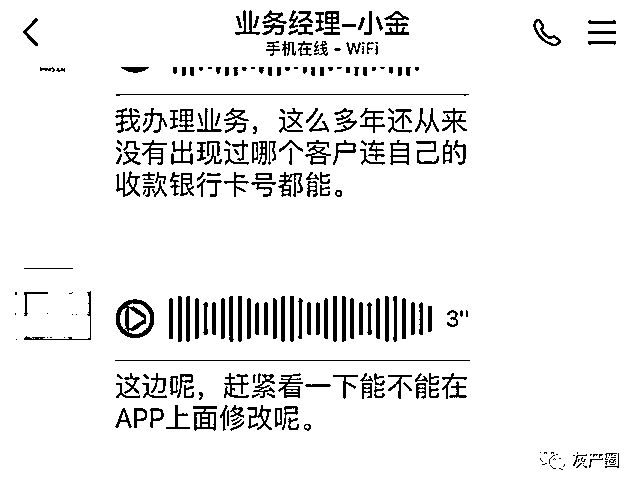 业务经理-小金
手机在线 - WiFi
我办理业务，这么多年还从来
没有出现过哪个客户连自己的
收款银行卡号都能。
3"
这边呢，赶紧看一下能不能在
APP上面修改呢。
灰产圈